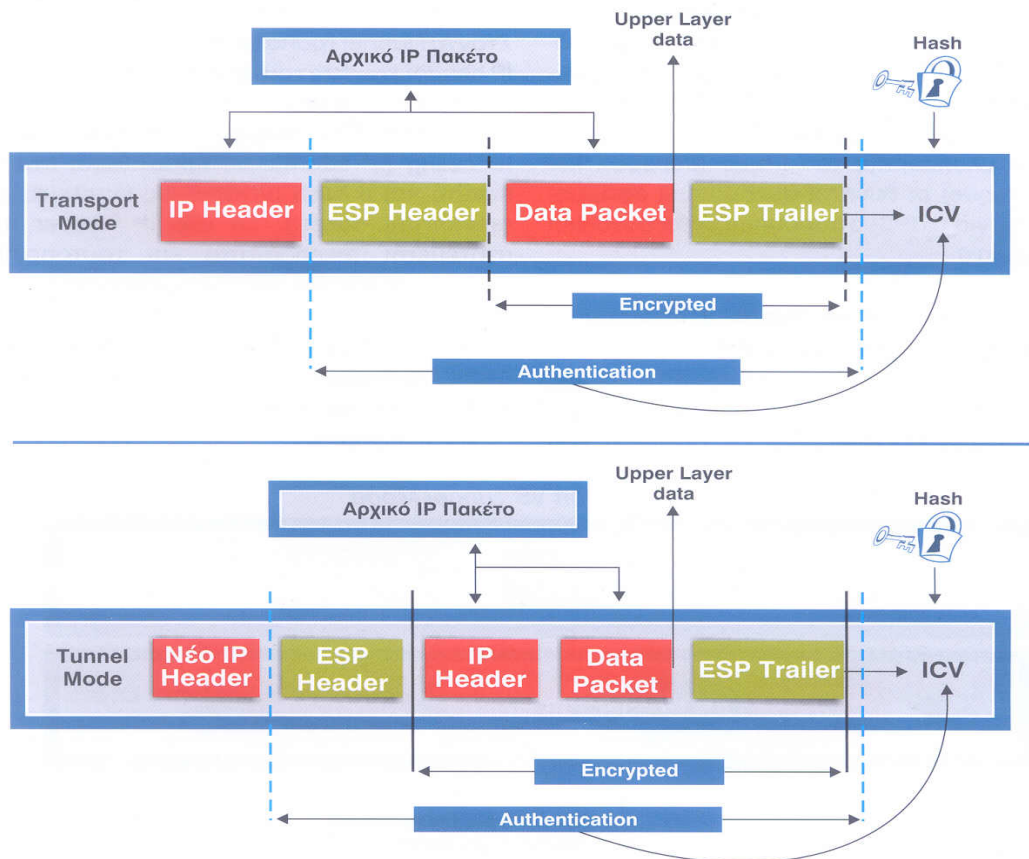 Upper Layer
data
Hash
Αρχικό IP Πακέτο
Transport
Mode
IP Header
ESP Header
Data Packet
ESP Trailer
ICV
Encrypted
Authentication
Upper Layer
data
Hash
Αρχικό IP Πακέτο
Tunnel
Mode
Νέο IP
Header
ESP
Header
IP
Header
Data
Packet
ESP Trailer
ICV
Encrypted
Authentication